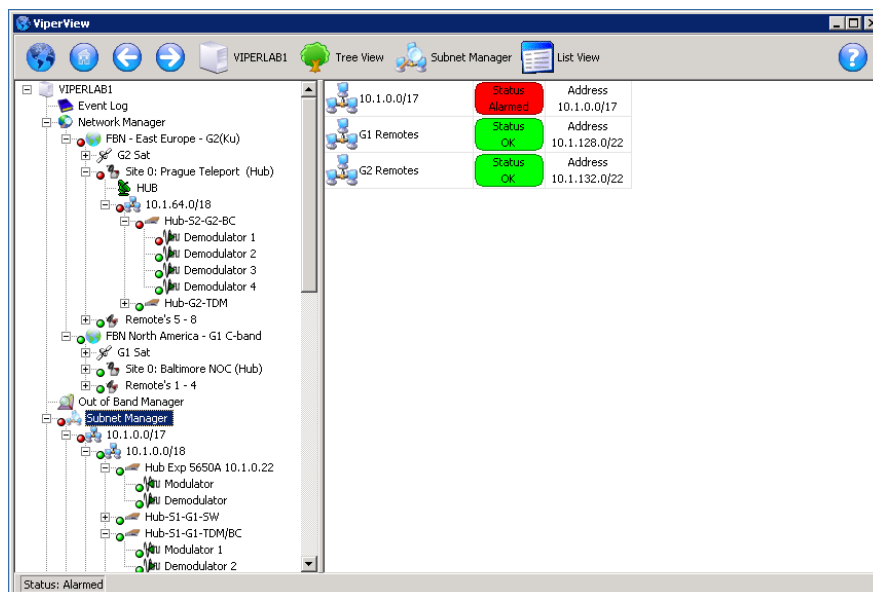 ViperView
VIPERLAB1 Tree View Subnet Manager List View
VIPERLAB1
Event Log
Network Manager
FBN - East Europe - G2(Ku)
G2 Sat
Site 0: Prague Teleport (Hub)
HUB
10.1.64.0/18
Hub-S2-G2-BC
Demodulator 1
Demodulator 2
Demodulator 3
Demodulator 4
Hub-G2-TDM
Remote's 5 - 8
FBN North America - G1 C-band
G1 Sat
Site 0: Baltimore NOC (Hub)
Remote's 1 - 4
Out of Band Manager
Subnet Manager
10.1.0.0/17
10.1.0.0/18
Hub Exp 5650A 10.1.0.22
Modulator
Demodulator
Hub-S1-G1-SW
Hub-S1-G1-TDM/BC
Modulator 1
Demodulator 2
10.1.0.0/17
Status
Alarmed
Address
10.1.0.0/17
G1 Remotes
Status
OK
Address
10.1.128.0/22
G2 Remotes
Status
OK
Address
10.1.132.0/22
Status: Alarmed